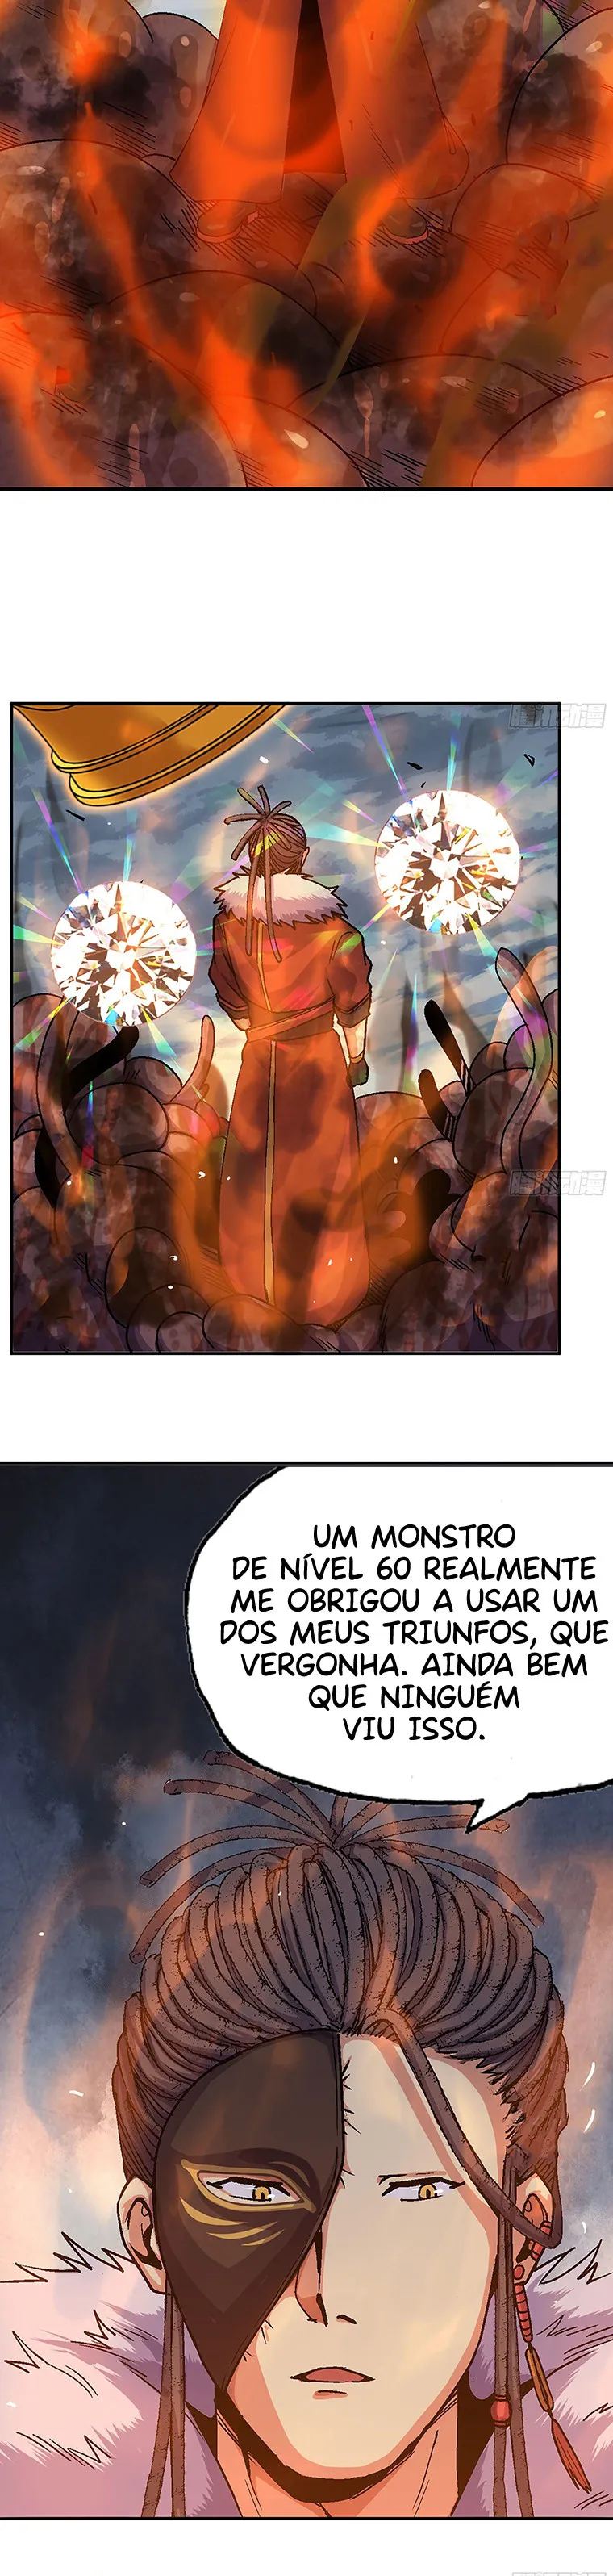 UM MONSTRO
DE NÍVEL 60 REALMENTE
ME OBRIGOU A USAR UM
DOS MEUS TRIUNFOS, QUE
VERGONHA. AINDA BEM
QUE NINGUÉM
VIU ISSO.